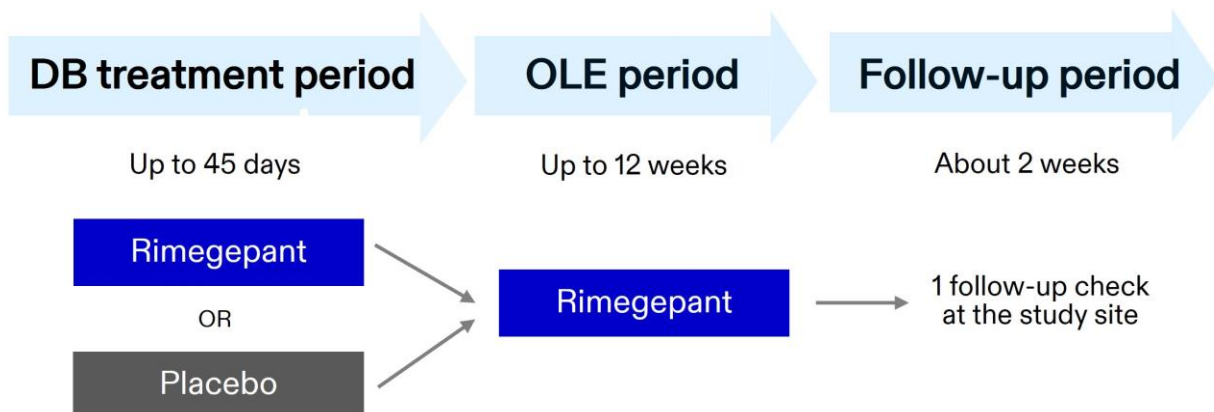 DB treatment period
OLE period
Follow-up period
Up to 45 days
Up to 12 weeks
About 2 weeks
Rimegepant
OR
Placebo
Rimegepant
1 follow-up check
at the study site